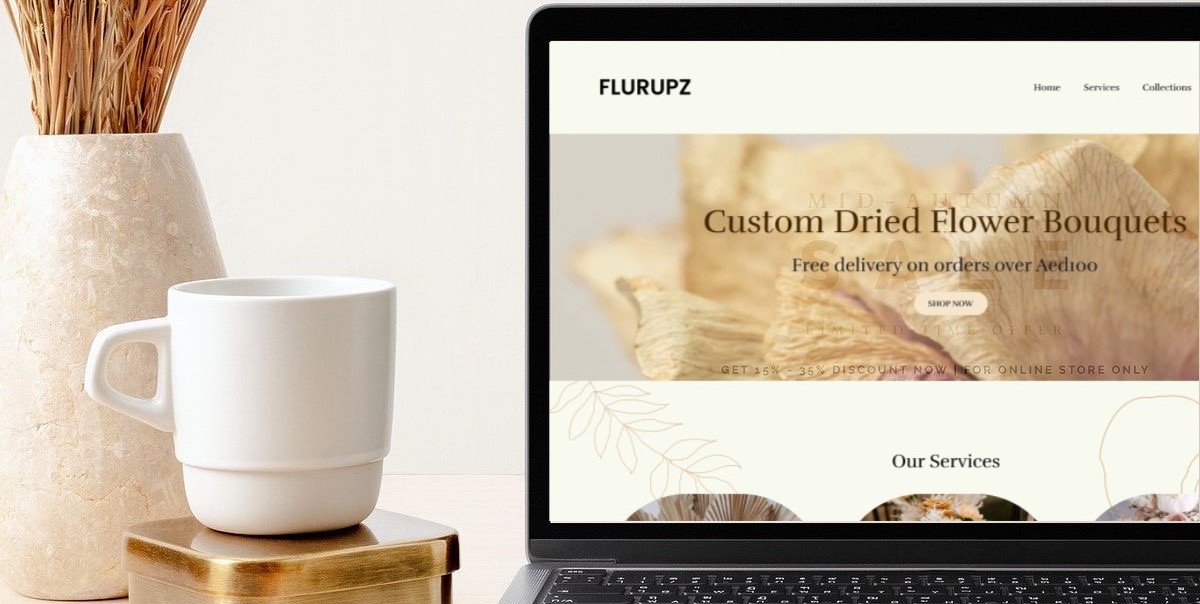 FLURUPZ
Home Services Collections
MID-AUTUMN
Custom Dried Flower Bouquets
SALE
Free delivery on orders over Aed100
SHOP NOW
LIMITED TIME OFFER
GET 15% - 35% DISCOUNT NOW | FOR ONLINE STORE ONLY
Our Services